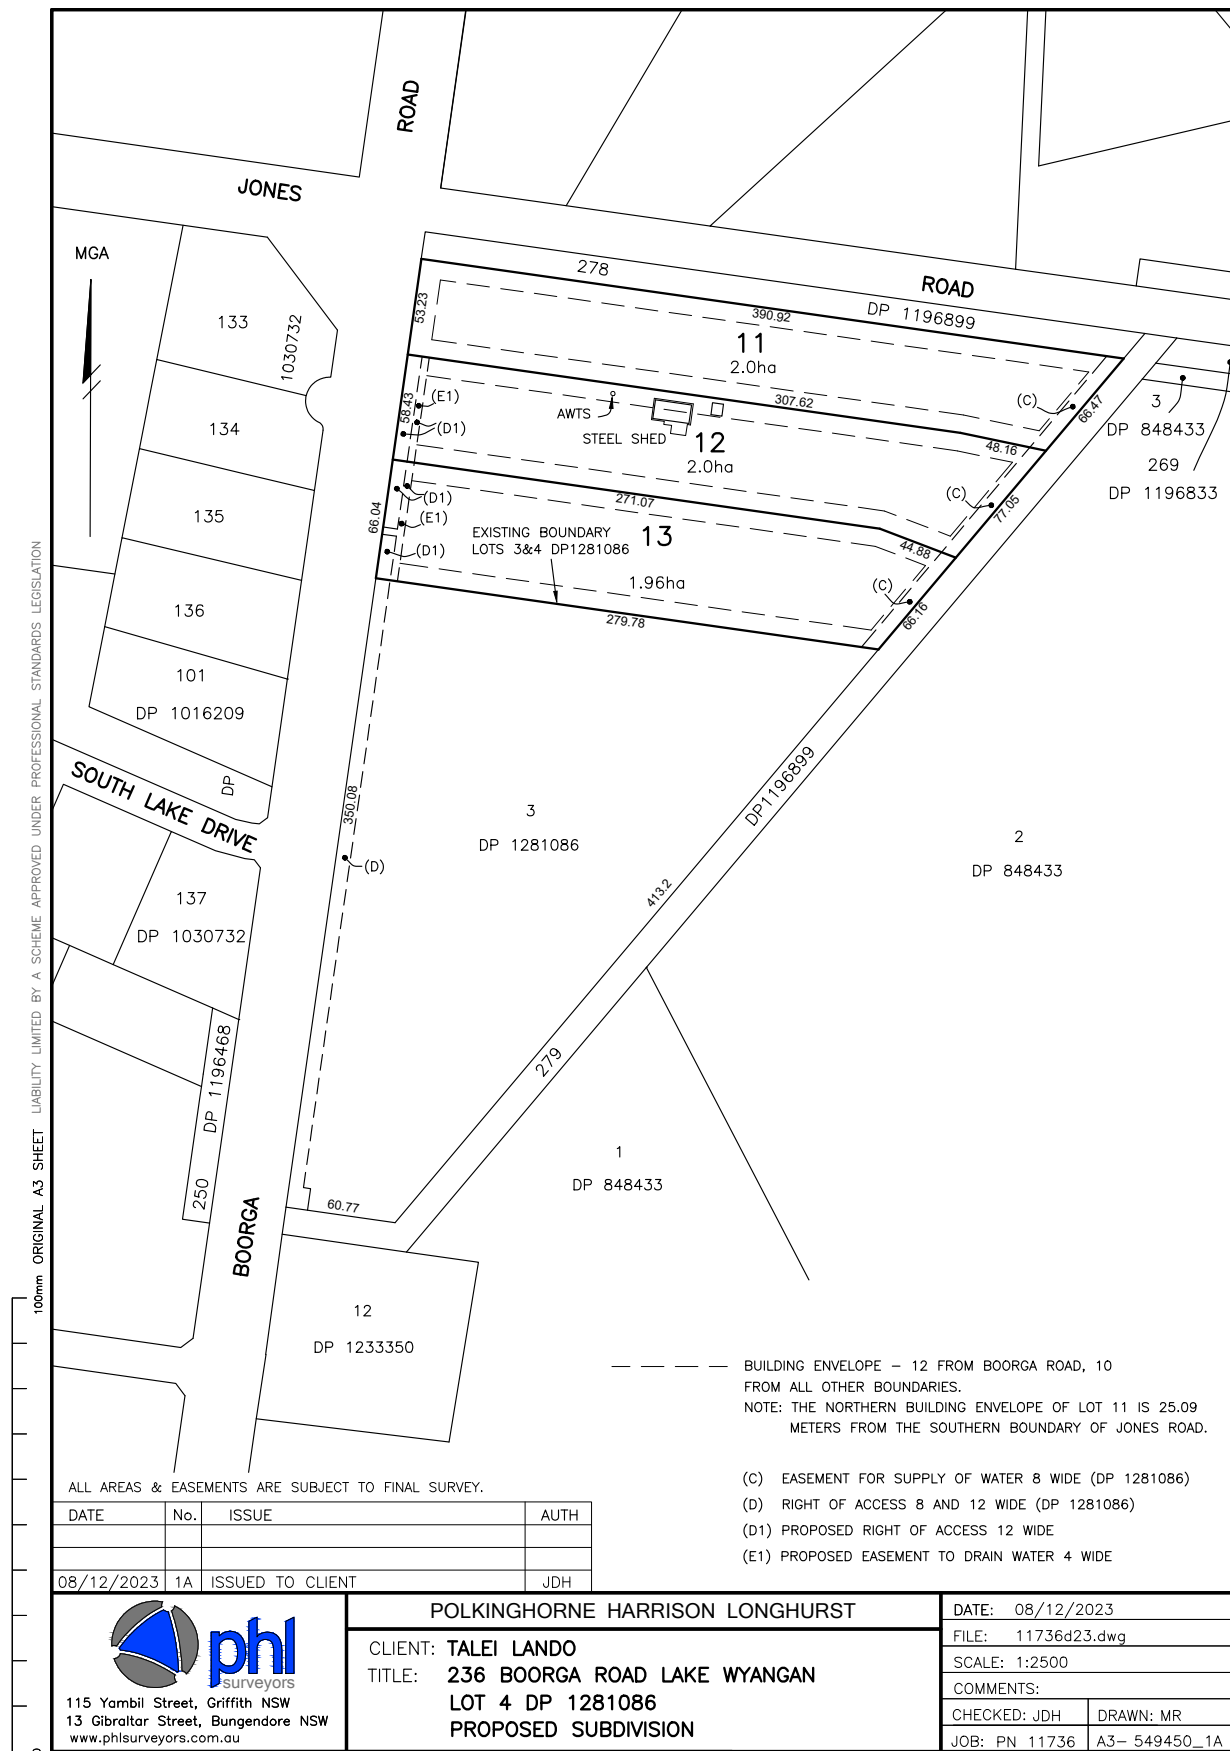 ROAD
JONES
MGA
278
ROAD
DP 1196899
133
1030732
53.23
390.92
11
2.0ha
(E1)
58.43
(D1)
AWTS
STEEL SHED
307.62
12
2.0ha
(C)
66.47
3
DP 848433
48.16
269
DP 1196833
134
135
136
101
DP 1016209
(D1)
(E1)
(D1)
66.04
271.07
EXISTING BOUNDARY
LOTS 3&4 DP1281086
13
1.96ha
(C)
77.05
44.88
(C)
66.16
279.78
DP
SOUTH LAKE DRIVE
350.08
(D)
3
DP 1281086
DP1196899
413.2
2
DP 848433
137
DP 1030732
279
DP 1196468
250
BOORGA
60.77
1
DP 848433
12
DP 1233350
BUILDING ENVELOPE – 12 FROM BOORGA ROAD, 10
FROM ALL OTHER BOUNDARIES.
NOTE: THE NORTHERN BUILDING ENVELOPE OF LOT 11 IS 25.09
METERS FROM THE SOUTHERN BOUNDARY OF JONES ROAD.
(C) EASEMENT FOR SUPPLY OF WATER 8 WIDE (DP 1281086)
(D) RIGHT OF ACCESS 8 AND 12 WIDE (DP 1281086)
(D1) PROPOSED RIGHT OF ACCESS 12 WIDE
(E1) PROPOSED EASEMENT TO DRAIN WATER 4 WIDE
LIABILITY LIMITED BY A SCHEME APPROVED UNDER PROFESSIONAL STANDARDS LEGISLATION
100mm ORIGINAL A3 SHEET
0
ALL AREAS & EASEMENTS ARE SUBJECT TO FINAL SURVEY.
DATE No. ISSUE AUTH
08/12/2023 1A ISSUED TO CLIENT JDH
phl
surveyors
115 Yambil Street, Griffith NSW
13 Gibraltar Street, Bungendore NSW
www.phlsurveyors.com.au
POLKINGHORNE HARRISON LONGHURST
CLIENT: TALEI LANDO
TITLE: 236 BOORGA ROAD LAKE WYANGAN
LOT 4 DP 1281086
PROPOSED SUBDIVISION
DATE: 08/12/2023
FILE: 11736d23.dwg
SCALE: 1:2500
COMMENTS:
CHECKED: JDH DRAWN: MR
JOB: PN 11736 A3– 549450_1A